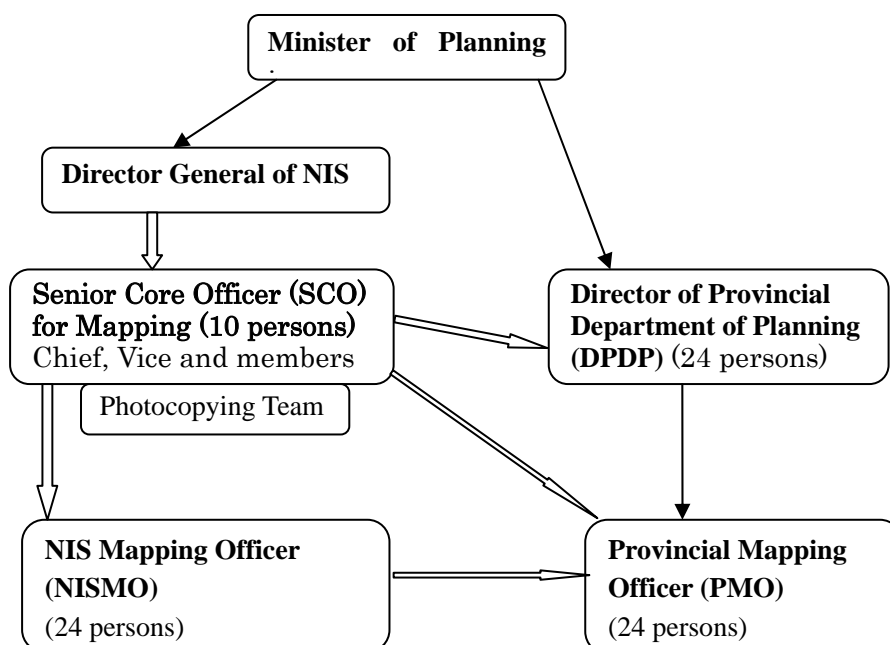 Minister of Planning
.
Director General of NIS
Senior Core Officer (SCO)
for Mapping (10 persons)
Chief, Vice and members
Photocopying Team
Director of Provincial
Department of Planning
(DPDP) (24 persons)
NIS Mapping Officer
(NISMO)
(24 persons)
Provincial Mapping
Officer (PMO)
(24 persons)